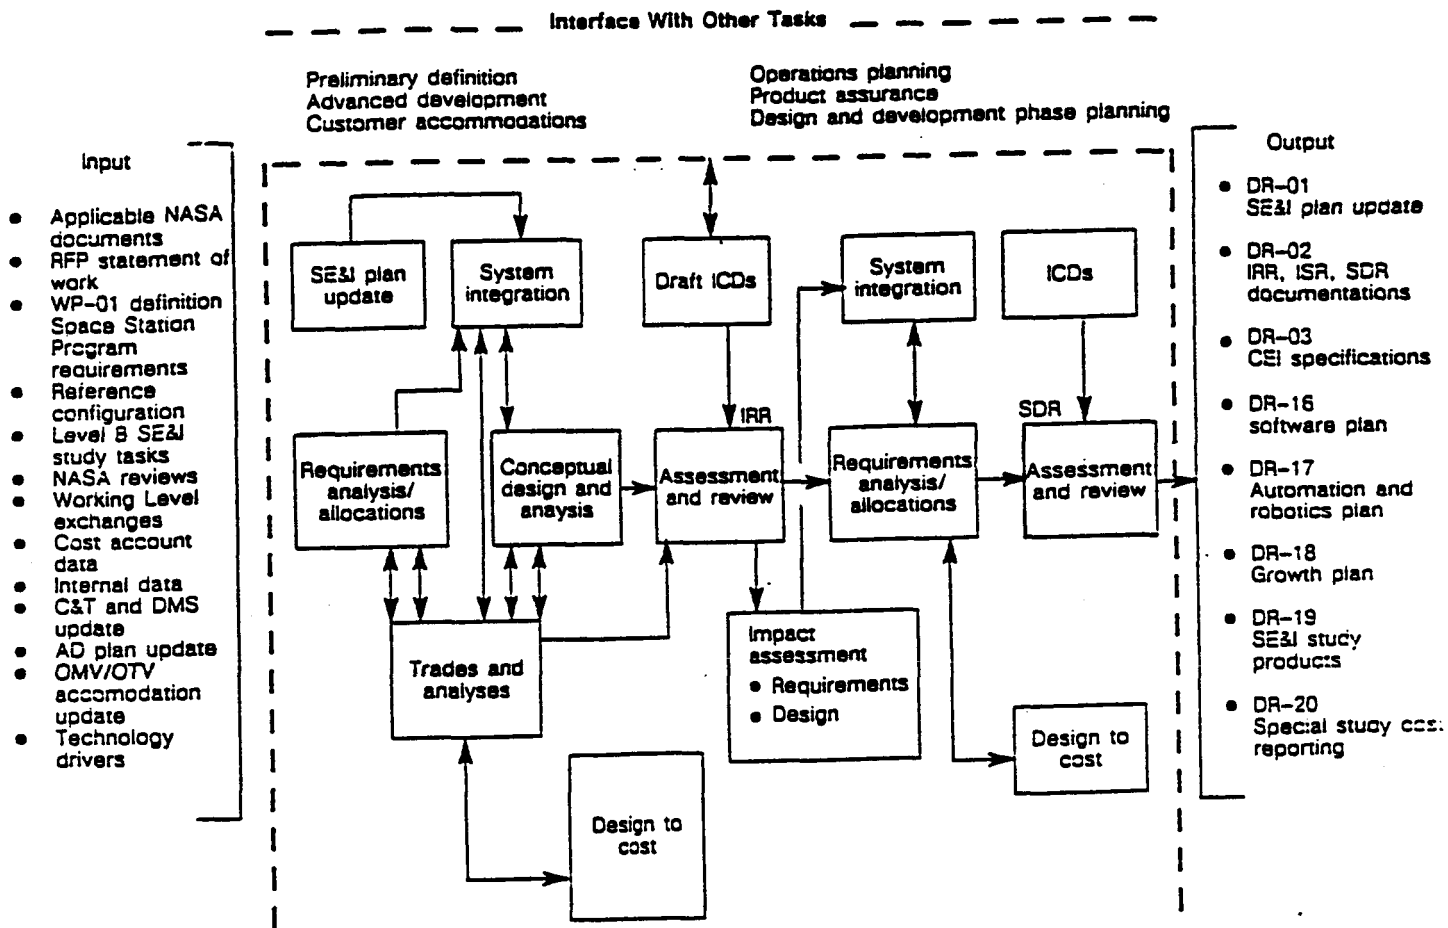 Interface With Other Tasks
Preliminary definition
Advanced development
Customer accommodations
Operations planning
Product assurance
Design and development phase planning
Input
● Applicable NASA
documents
● RFP statement of
work
● WP-01 definition
Space Station
Program
requirements
● Reference
configuration
● Level B SE&I
study tasks
● NASA reviews
● Working Level
exchanges
● Cost account
data
● Internal data
● C&T and DMS
update
● AD plan update
● OMV/OTV
accomodation
update
● Technology
drivers
SE&I plan
update
System
integration
Draft ICDs
System
integration
ICDs
IRR
SDR
Requirements
analysis/
allocations
Conceptual
design and
anaysis
Assessment
and review
Requirements
analysis/
allocations
Assessment
and review
Trades and
analyses
Impact
assessment
● Requirements
● Design
Design to
cost
Design to
cost
Output
● DR-01
SE&I plan update
● DR-02
IRR, ISR, SDR
documentations
● DR-03
CEI specifications
● DR-16
software plan
● DR-17
Automation and
robotics plan
● DR-18
Growth plan
● DR-19
SE&I study
products
● DR-20
Special study cost
reporting